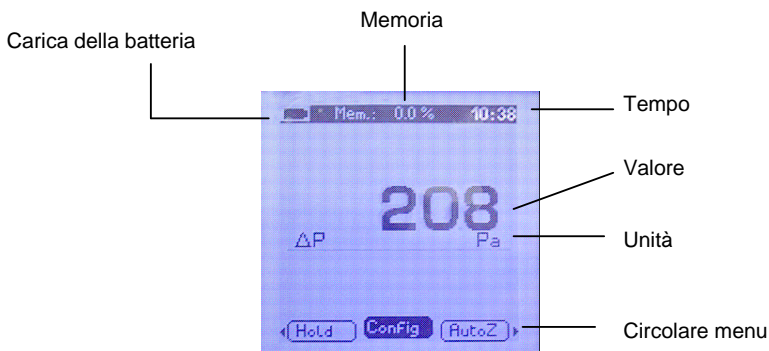 Memoria
Carica della batteria
Mem.: 0.0 % 10:38
Tempo
Valore
208
ΔP Pa
Unità
Hold Config AutoZ
Circolare menu